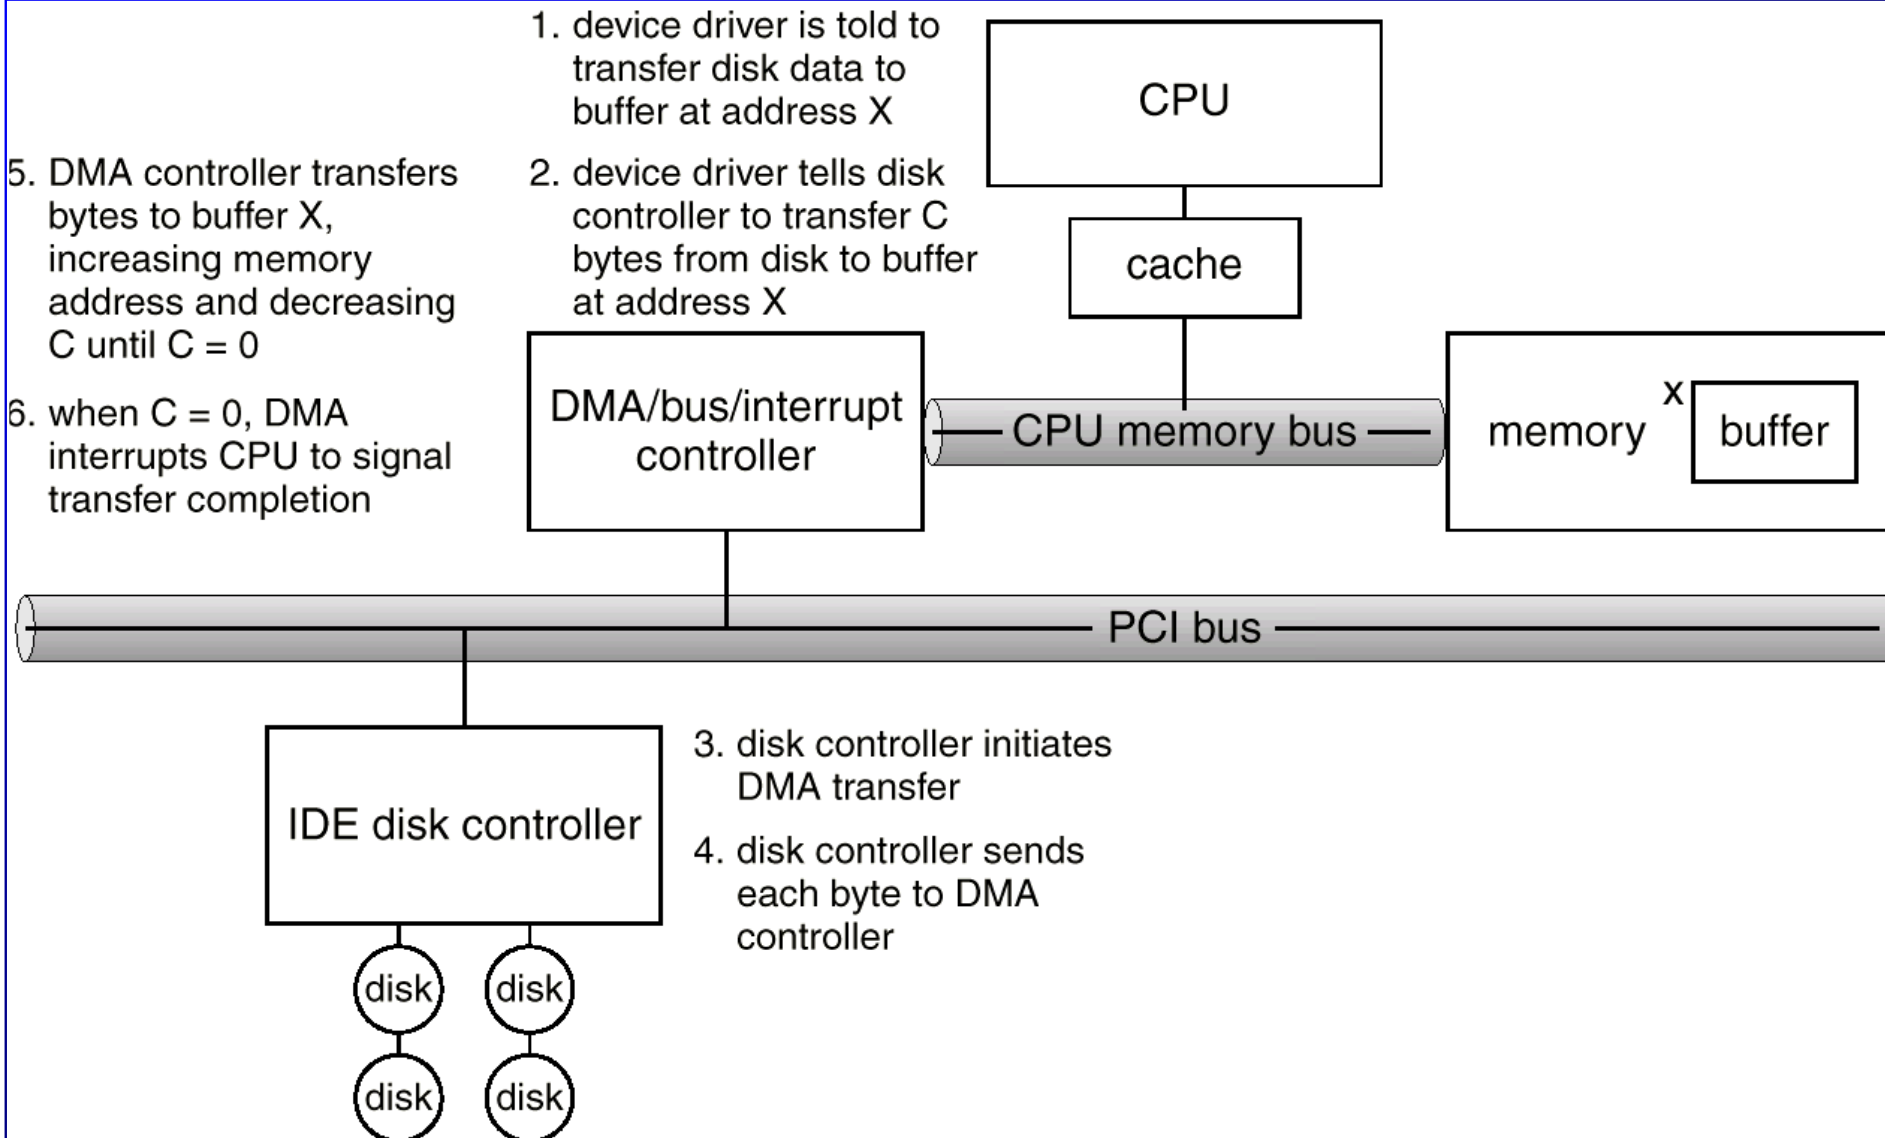 1. device driver is told to
transfer disk data to
buffer at address X
2. device driver tells disk
controller to transfer C
bytes from disk to buffer
at address X
5. DMA controller transfers
bytes to buffer X,
increasing memory
address and decreasing
C until C = 0
6. when C = 0, DMA
interrupts CPU to signal
transfer completion
CPU
cache
DMA/bus/interrupt
controller
CPU memory bus
memory
x
buffer
PCI bus
IDE disk controller
3. disk controller initiates
DMA transfer
4. disk controller sends
each byte to DMA
controller
disk
disk
disk
disk